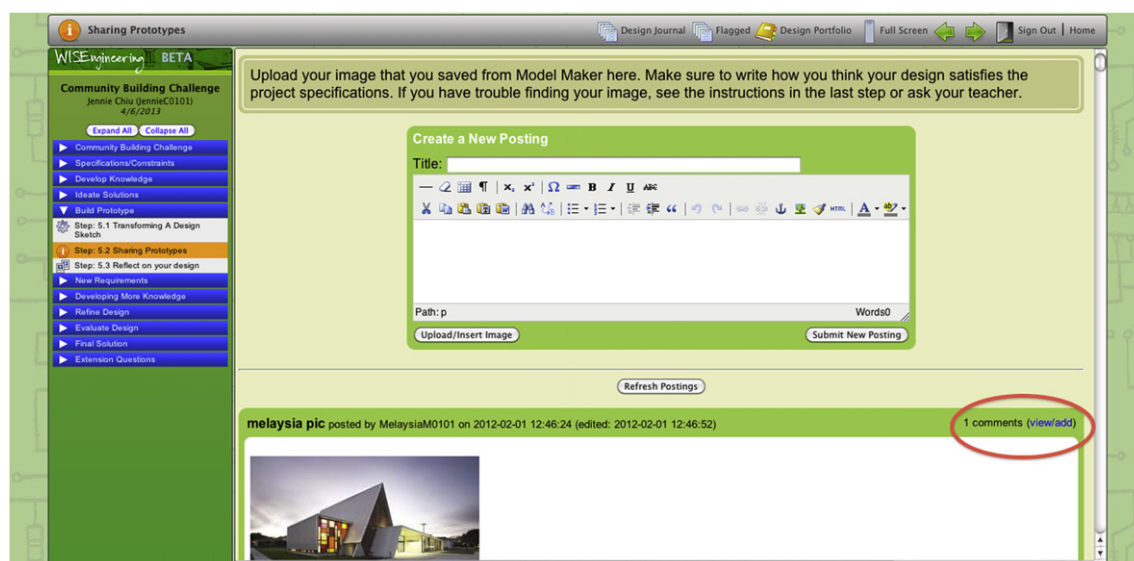 Sharing Prototypes
Design Journal Flagged Design Portfolio Full Screen Sign Out | Home
WISEngineering BETA
Community Building Challenge
Jennie Chiu (JennieC0101)
4/6/2013
Expand All Collapse All
Community Building Challenge
Specifications/Constraints
Develop Knowledge
Ideate Solutions
Build Prototype
Step: 5.1 Transforming A Design
Sketch
Step: 5.2 Sharing Prototypes
Step: 5.3 Reflect on your design
New Requirements
Developing More Knowledge
Refine Design
Evaluate Design
Final Solution
Extension Questions
Upload your image that you saved from Model Maker here. Make sure to write how you think your design satisfies the
project specifications. If you have trouble finding your image, see the instructions in the last step or ask your teacher.
Create a New Posting
Title:
B I U ABC
HTML A ab
Path: p Words0
Upload/Insert Image Submit New Posting
Refresh Postings
melaysia pic posted by MelaysiaM0101 on 2012-02-01 12:46:24 (edited: 2012-02-01 12:46:52) 1 comments (view/add)